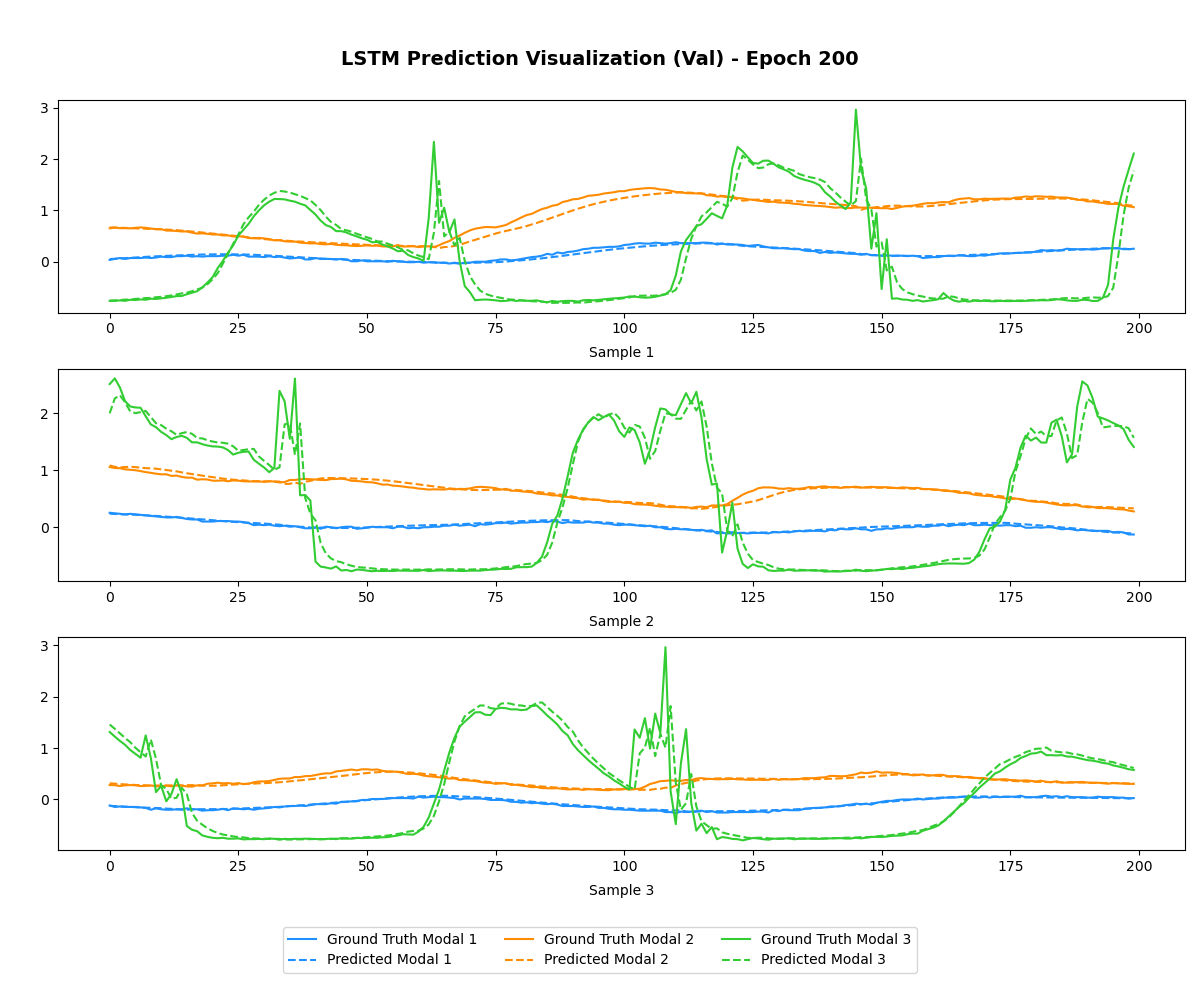 LSTM Prediction Visualization (Val) - Epoch 200
3
2
1
0
0 25 50 75 100 125 150 175 200
Sample 1
2
1
0
0 25 50 75 100 125 150 175 200
Sample 2
3
2
1
0
0 25 50 75 100 125 150 175 200
Sample 3
Ground Truth Modal 1 Ground Truth Modal 2 Ground Truth Modal 3
Predicted Modal 1 Predicted Modal 2 Predicted Modal 3